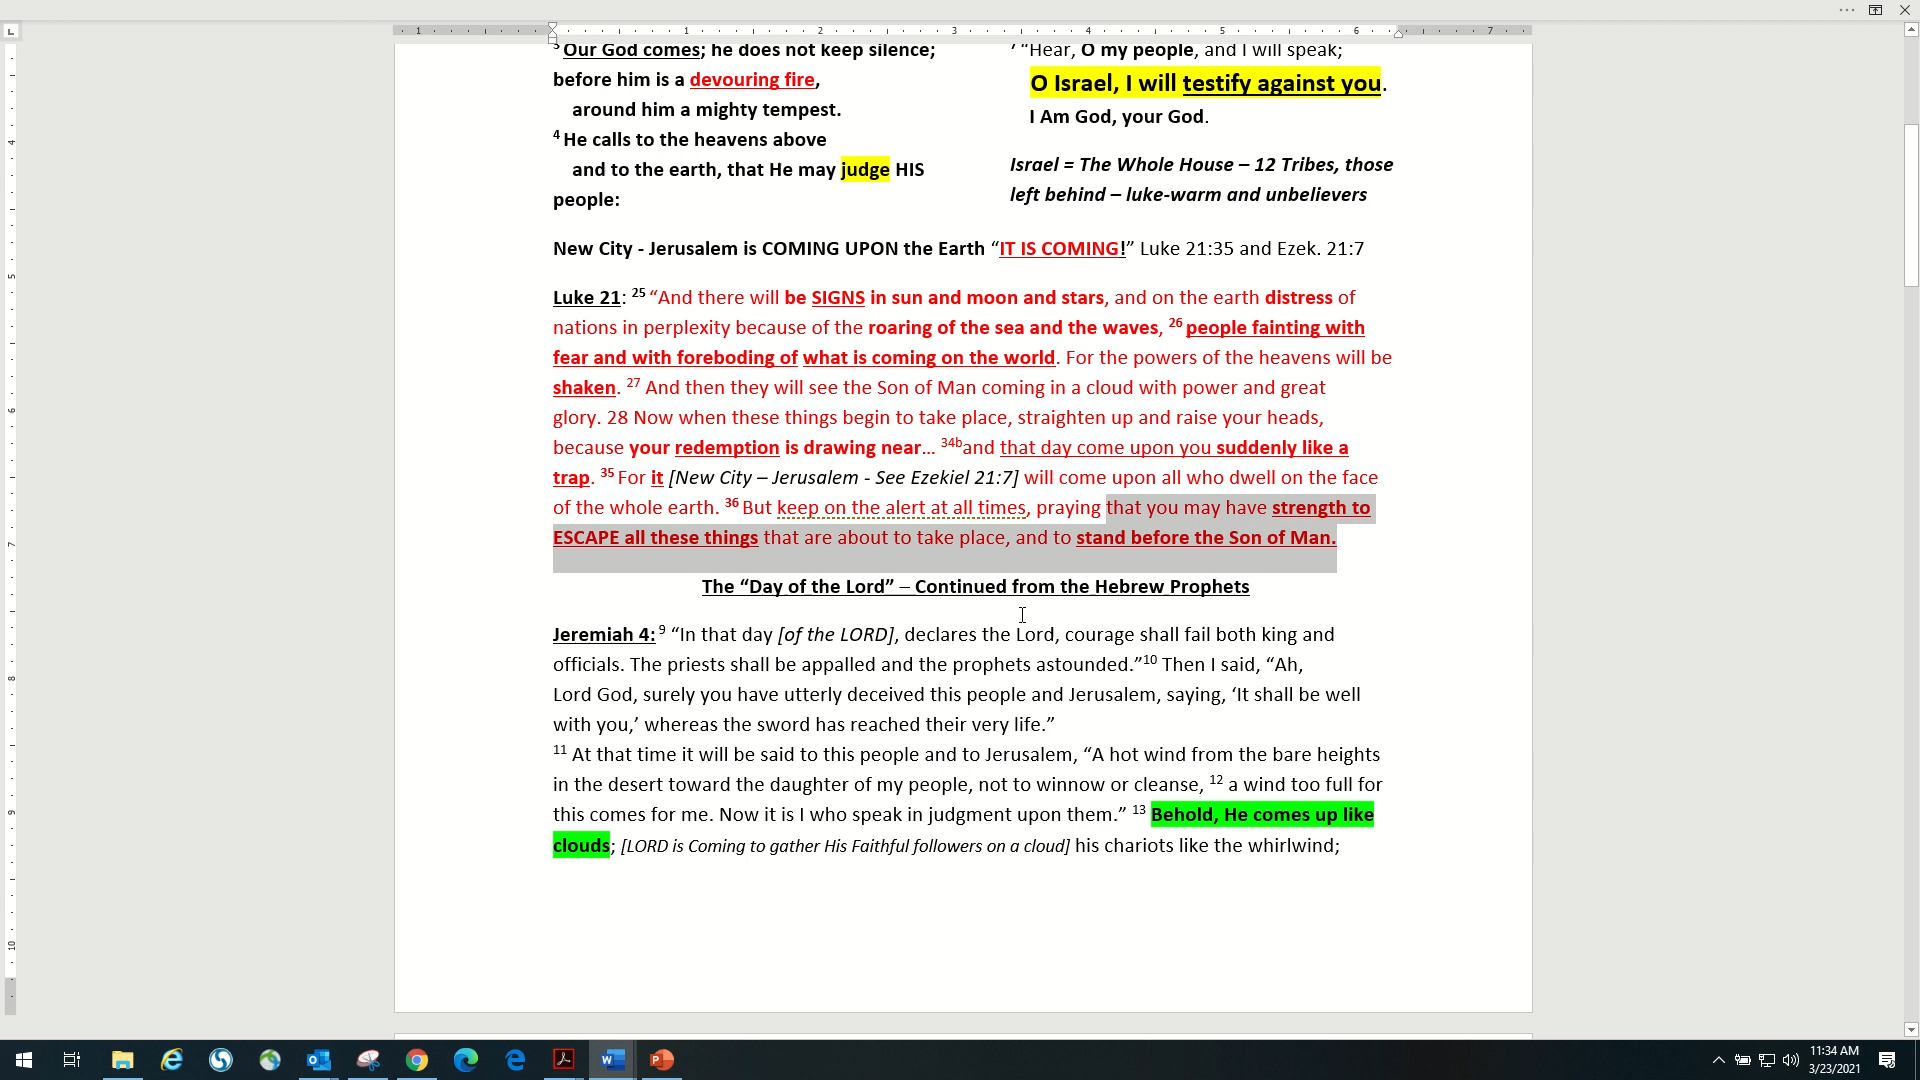 1 1 2 3 4 5 6 7
3 Our God comes; he does not keep silence;
before him is a devouring fire,
around him a mighty tempest.
4 He calls to the heavens above
and to the earth, that He may judge HIS
people:
7 “Hear, O my people, and I will speak;
O Israel, I will testify against you.
I Am God, your God.
Israel = The Whole House – 12 Tribes, those
left behind – luke-warm and unbelievers
New City - Jerusalem is COMING UPON the Earth “IT IS COMING!” Luke 21:35 and Ezek. 21:7
Luke 21: 25 “And there will be SIGNS in sun and moon and stars, and on the earth distress of
nations in perplexity because of the roaring of the sea and the waves, 26 people fainting with
fear and with foreboding of what is coming on the world. For the powers of the heavens will be
shaken. 27 And then they will see the Son of Man coming in a cloud with power and great
glory. 28 Now when these things begin to take place, straighten up and raise your heads,
because your redemption is drawing near… 34b and that day come upon you suddenly like a
trap. 35 For it [New City – Jerusalem - See Ezekiel 21:7] will come upon all who dwell on the face
of the whole earth. 36 But keep on the alert at all times, praying that you may have strength to
ESCAPE all these things that are about to take place, and to stand before the Son of Man.
The “Day of the Lord” – Continued from the Hebrew Prophets
Jeremiah 4: 9 “In that day [of the LORD], declares the Lord, courage shall fail both king and
officials. The priests shall be appalled and the prophets astounded.” 10 Then I said, “Ah,
Lord God, surely you have utterly deceived this people and Jerusalem, saying, ‘It shall be well
with you,’ whereas the sword has reached their very life.”
11 At that time it will be said to this people and to Jerusalem, “A hot wind from the bare heights
in the desert toward the daughter of my people, not to winnow or cleanse, 12 a wind too full for
this comes for me. Now it is I who speak in judgment upon them.” 13 Behold, He comes up like
clouds; [LORD is Coming to gather His Faithful followers on a cloud] his chariots like the whirlwind;
4
5
6
7
8
9
10
11:34 AM
3/23/2021